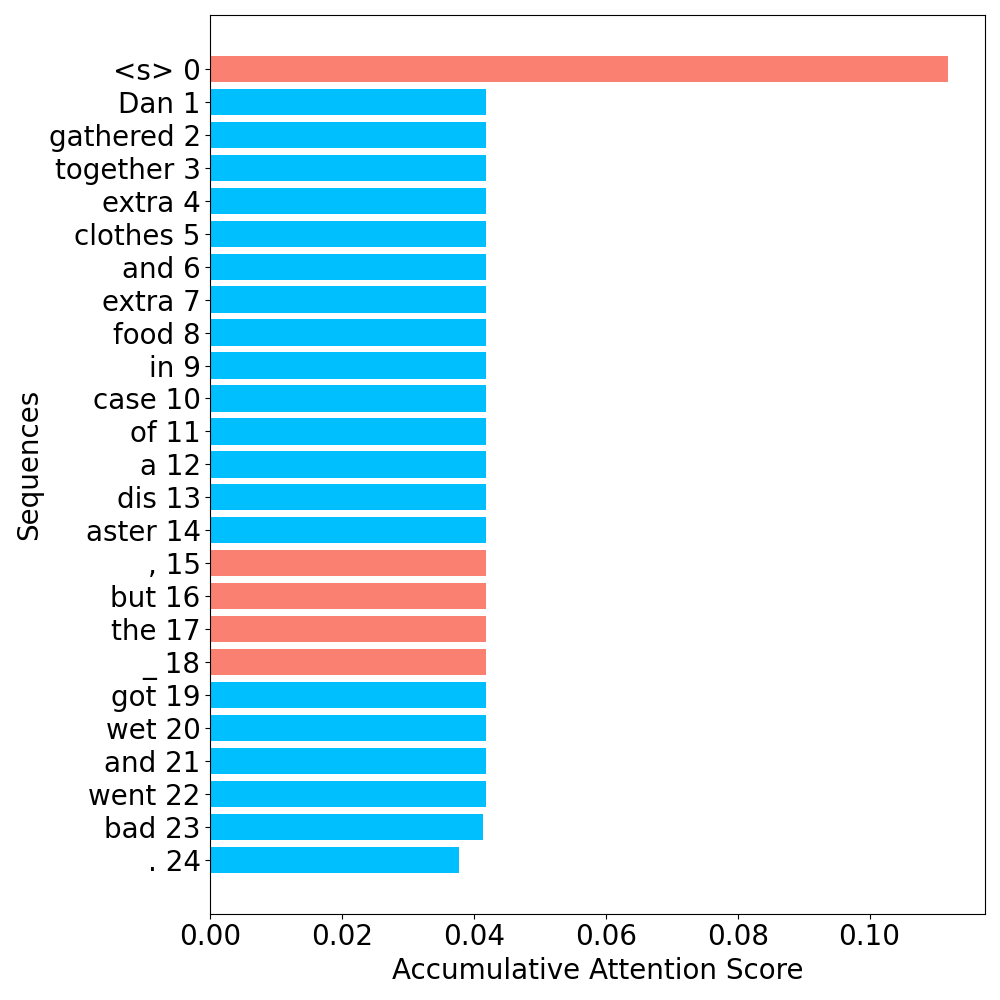 <s> 0
Dan 1
gathered 2
together 3
extra 4
clothes 5
and 6
extra 7
food 8
in 9
case 10
of 11
a 12
dis 13
aster 14
, 15
but 16
the 17
_ 18
got 19
wet 20
and 21
went 22
bad 23
. 24
Sequences
0.00 0.02 0.04 0.06 0.08 0.10
Accumulative Attention Score